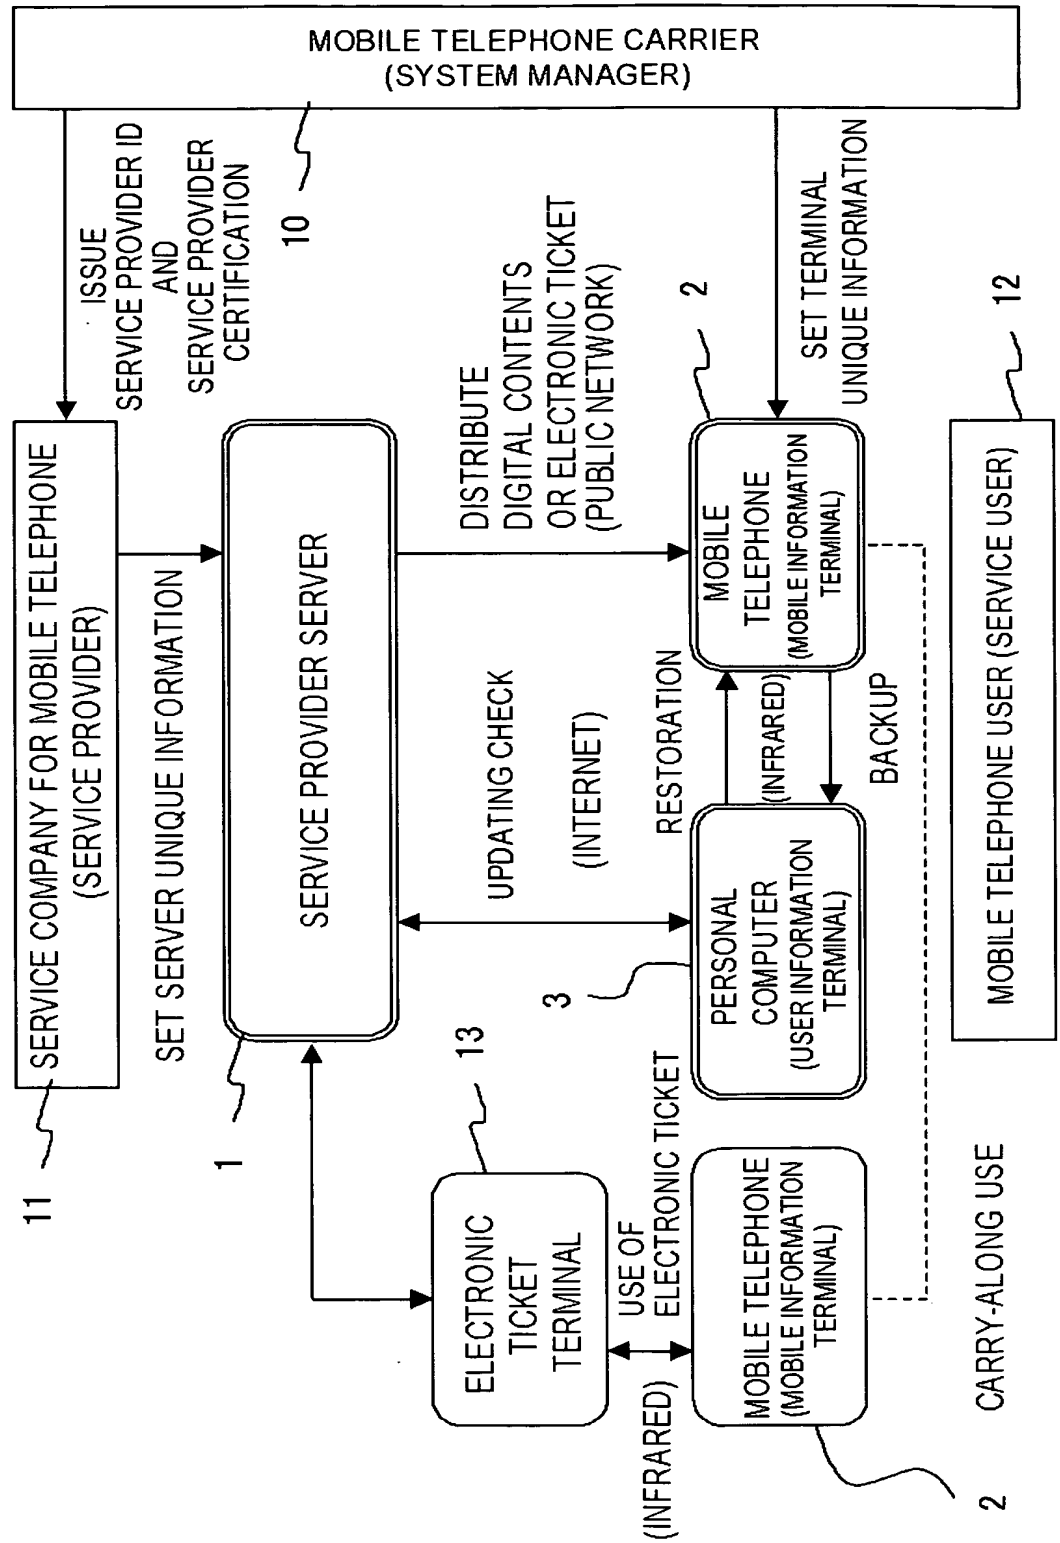 MOBILE TELEPHONE CARRIER
(SYSTEM MANAGER)
10
ISSUE
SERVICE PROVIDER ID
AND
SERVICE PROVIDER
CERTIFICATION
SET TERMINAL
UNIQUE INFORMATION
11
SERVICE COMPANY FOR MOBILE TELEPHONE
(SERVICE PROVIDER)
SET SERVER UNIQUE INFORMATION
1
SERVICE PROVIDER SERVER
DISTRIBUTE
DIGITAL CONTENTS
OR ELECTRONIC TICKET
(PUBLIC NETWORK)
UPDATING CHECK
(INTERNET)
13
ELECTRONIC
TICKET
TERMINAL
USE OF
ELECTRONIC TICKET
(INFRARED)
MOBILE TELEPHONE
(MOBILE INFORMATION
TERMINAL)
2
3
PERSONAL
COMPUTER
(USER INFORMATION
TERMINAL)
RESTORATION
(INFRARED)
BACKUP
2
MOBILE
TELEPHONE
(MOBILE INFORMATION
TERMINAL)
CARRY-ALONG USE
MOBILE TELEPHONE USER (SERVICE USER)
12